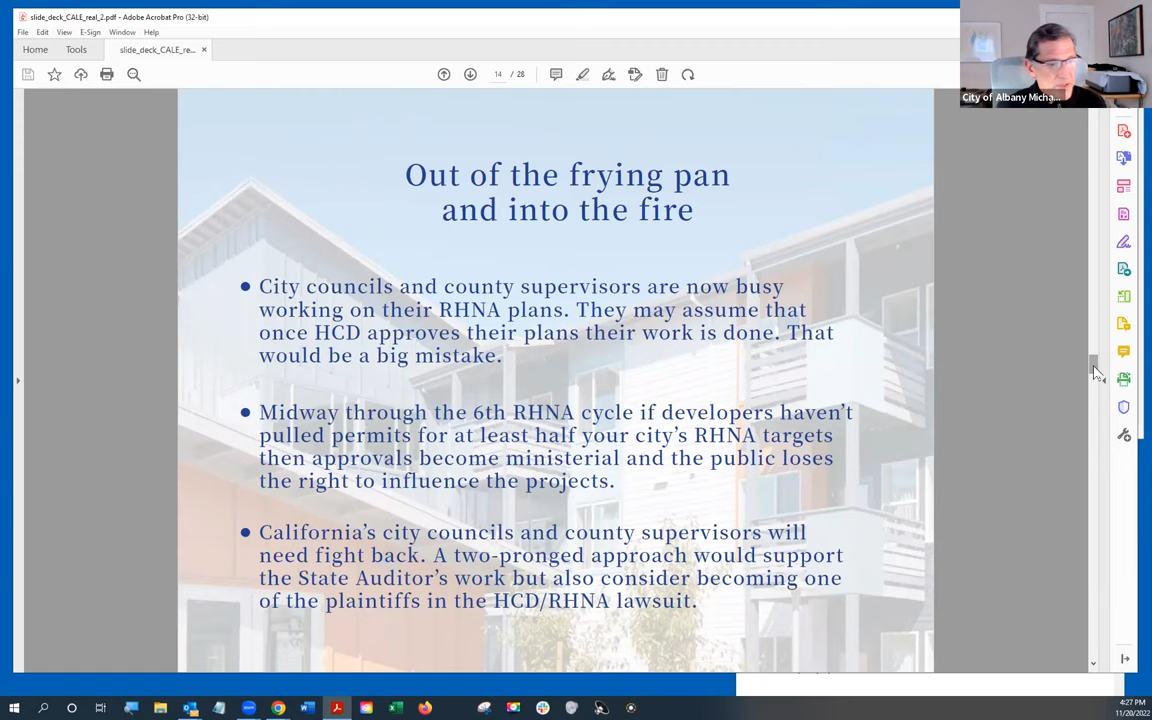 slide_deck_CALE_real_2.pdf - Adobe Acrobat Pro (32-bit)
File Edit View E-Sign Window Help
Home Tools slide_deck_CALE_re... ×
14 / 28
City of Albany Micha...
Out of the frying pan
and into the fire
● City councils and county supervisors are now busy
working on their RHNA plans. They may assume that
once HCD approves their plans their work is done. That
would be a big mistake.
● Midway through the 6th RHNA cycle if developers haven’t
pulled permits for at least half your city’s RHNA targets
then approvals become ministerial and the public loses
the right to influence the projects.
● California’s city councils and county supervisors will
need fight back. A two-pronged approach would support
the State Auditor’s work but also consider becoming one
of the plaintiffs in the HCD/RHNA lawsuit.
4:27 PM
11/20/2022